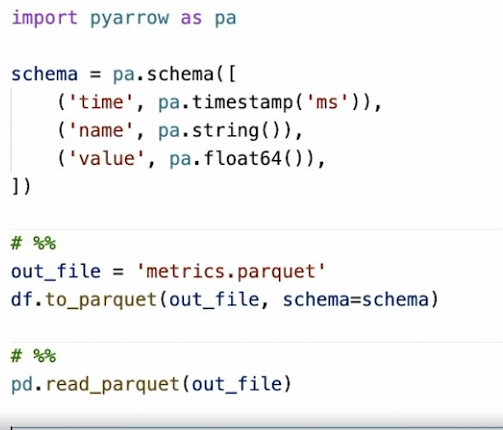 import pyarrow as pa
schema = pa.schema([
    ('time', pa.timestamp('ms')),
    ('name', pa.string()),
    ('value', pa.float64()),
])
# %%
out_file = 'metrics.parquet'
df.to_parquet(out_file, schema=schema)
# %%
pd.read_parquet(out_file)